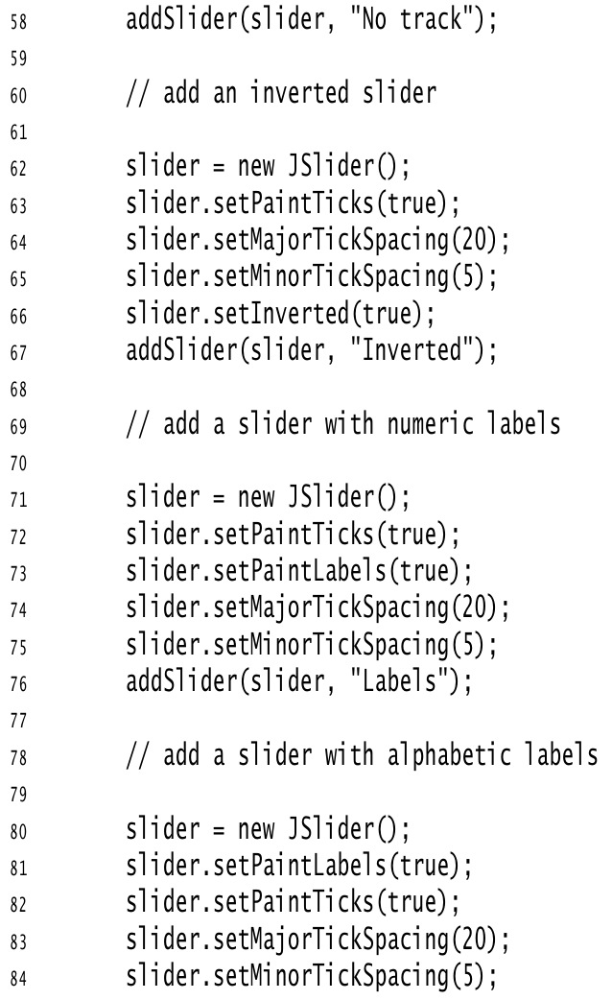 58 addSlider(slider, "No track");
59
60 // add an inverted slider
61
62 slider = new JSlider();
63 slider.setPaintTicks(true);
64 slider.setMajorTickSpacing(20);
65 slider.setMinorTickSpacing(5);
66 slider.setInverted(true);
67 addSlider(slider, "Inverted");
68
69 // add a slider with numeric labels
70
71 slider = new JSlider();
72 slider.setPaintTicks(true);
73 slider.setPaintLabels(true);
74 slider.setMajorTickSpacing(20);
75 slider.setMinorTickSpacing(5);
76 addSlider(slider, "Labels");
77
78 // add a slider with alphabetic labels
79
80 slider = new JSlider();
81 slider.setPaintLabels(true);
82 slider.setPaintTicks(true);
83 slider.setMajorTickSpacing(20);
84 slider.setMinorTickSpacing(5);